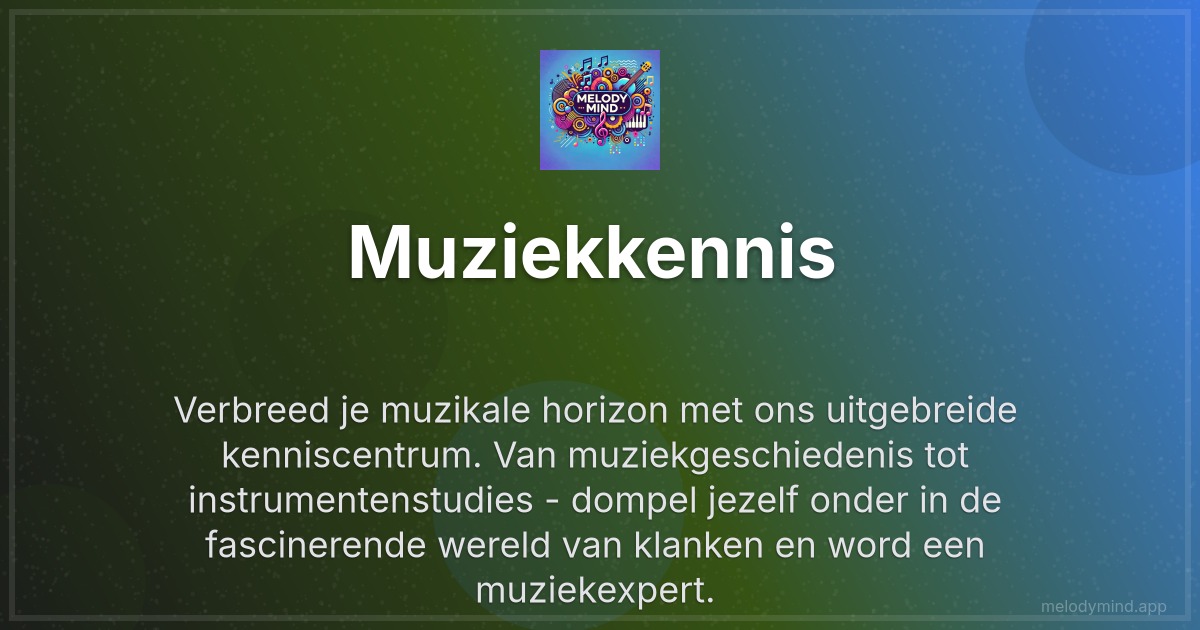 MELODY
MIND
Muziekkennis
Verbreed je muzikale horizon met ons uitgebreide
kenniscentrum. Van muziekgeschiedenis tot
instrumentenstudies - dompel jezelf onder in de
fascinerende wereld van klanken en word een
muziekexpert.
melodymind.app